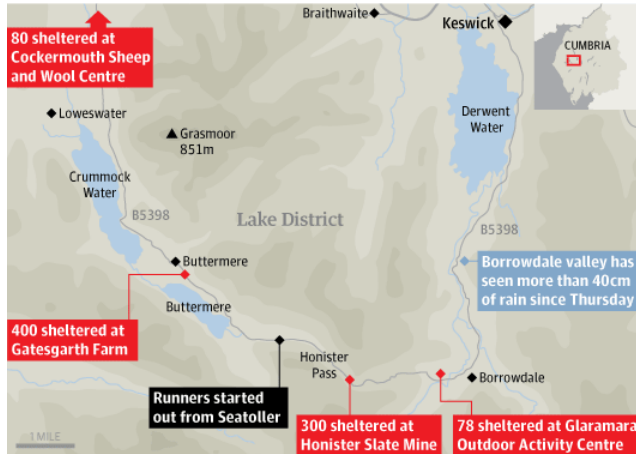 80 sheltered at
Cockermouth Sheep
and Wool Centre
Braithwaite
Keswick
CUMBRIA
Loweswater
Grasmoor
851m
Derwent
Water
Crummock
Water
B5398
Lake District
B5398
Buttermere
Borrowdale valley has
seen more than 40cm
of rain since Thursday
Buttermere
400 sheltered at
Gatesgarth Farm
Honister
Pass
Runners started
out from Seatoller
Borrowdale
300 sheltered at
Honister Slate Mine
78 sheltered at Glaramara
Outdoor Activity Centre
1 MILE